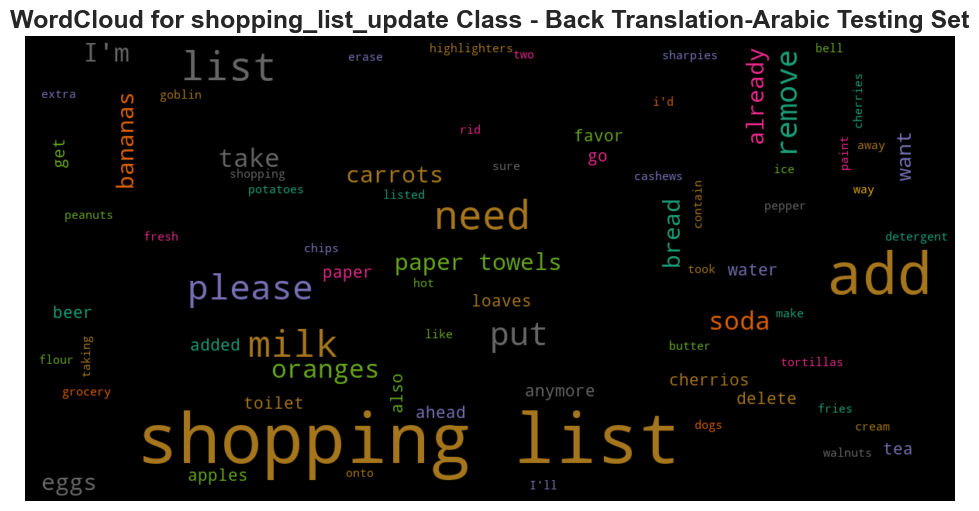 WordCloud for shopping_list_update Class - Back Translation-Arabic Testing Set
I'm
list
erase
highlighters
two
sharpies
already
remove
bell
extra
bananas
goblin
i'd
cherries
get
rid
favor
go
paint
away
want
take
shopping
potatoes
carrots
listed
sure
cashews
contain
ice
way
peanuts
need
bread
pepper
fresh
chips
paper
paper towels
hot
took
water
detergent
add
please
loaves
beer
added
milk
like
put
soda
make
flour
taking
oranges
butter
tortillas
grocery
toilet
also
ahead
anymore
cherrios
delete
fries
shopping list
dogs
cream
eggs
apples
onto
I'll
walnuts
tea